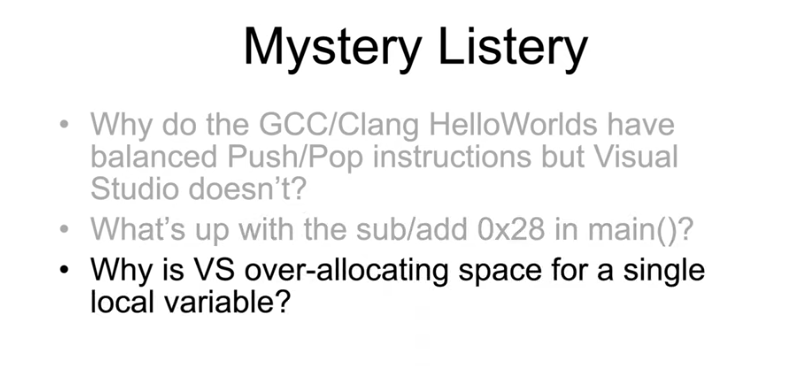 Mystery Listery
• Why do the GCC/Clang HelloWorlds have
balanced Push/Pop instructions but Visual
Studio doesn't?
• What's up with the sub/add 0x28 in main()?
• Why is VS over-allocating space for a single
local variable?